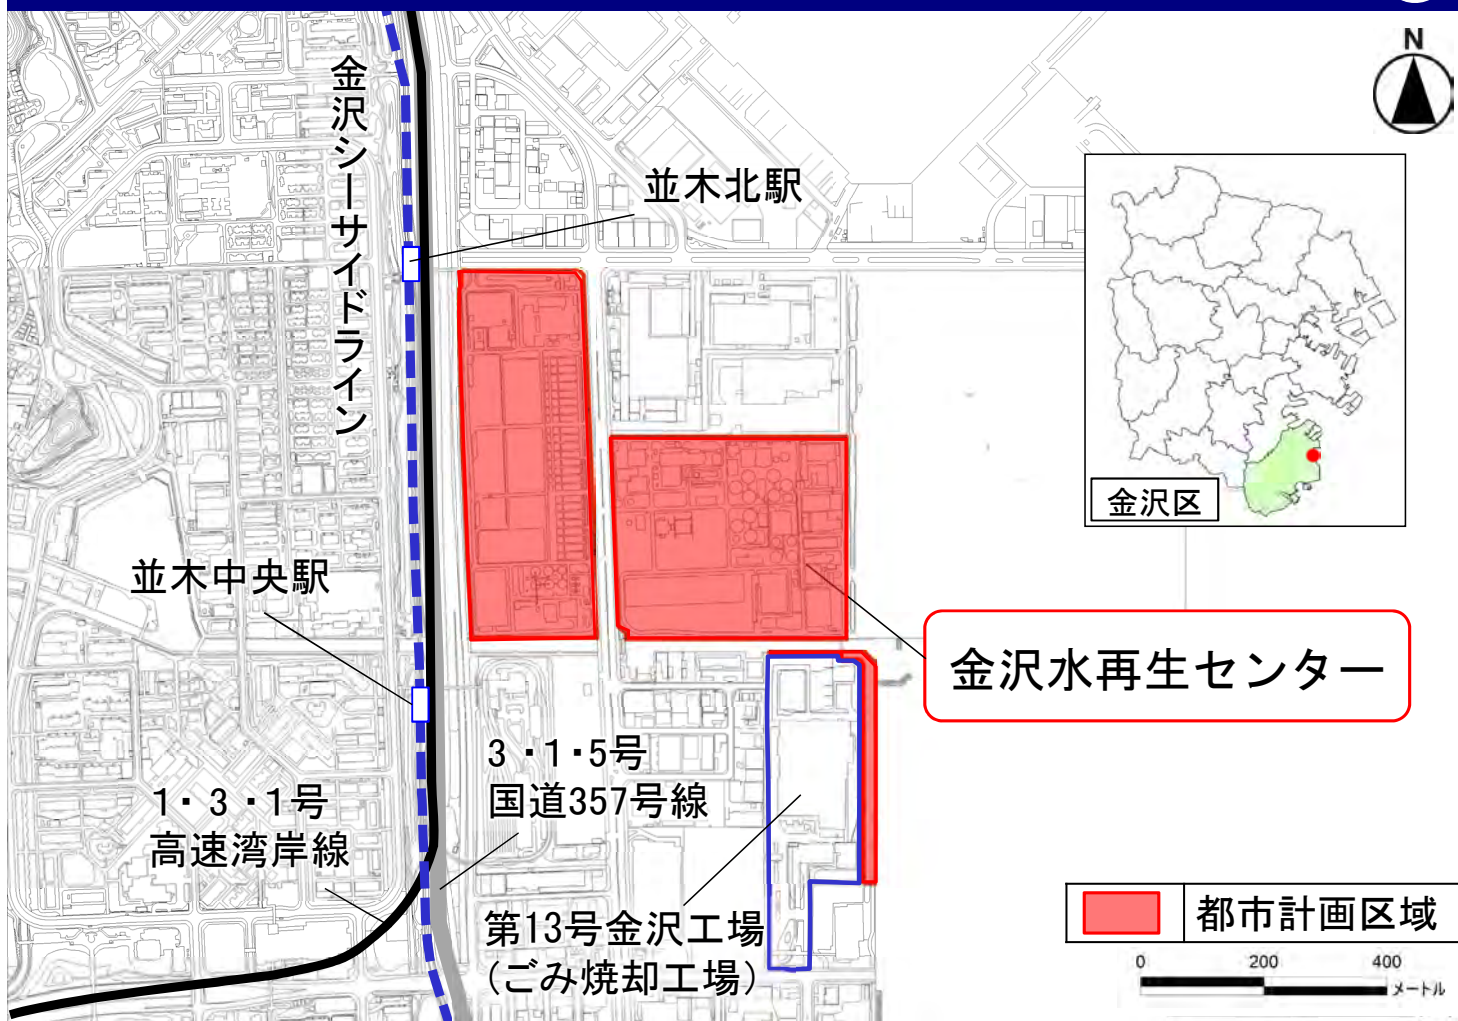 N
金沢シーサイドライン
並木北駅
金沢区
並木中央駅
金沢水再生センター
3・1・5号
国道357号線
1・3・1号
高速湾岸線
第13号金沢工場
(ごみ焼却工場)
都市計画区域
0 200 400
メートル